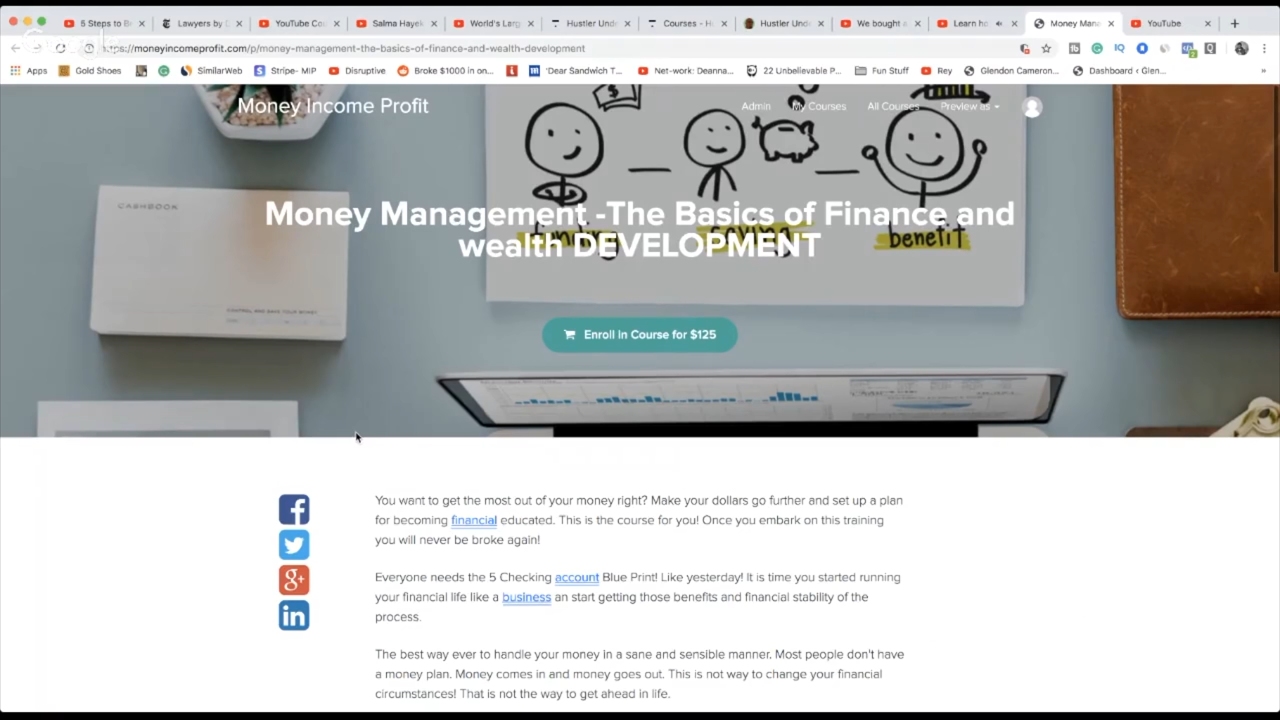 5 Steps to B
Lawyers by D
YouTube Co
Salma Hayek
World's Larg
Hustler Und
Courses - H
Hustler Und
We bought a
Learn ho
Money Mana
YouTube
https://moneyincomeprofit.com/p/money-management-the-basics-of-finance-and-wealth-development
Apps
Gold Shoes
SimilarWeb
Stripe- MIP
Disruptive
Broke $1000 in on...
'Dear Sandwich T...
Net-work: Deanna...
22 Unbelievable P...
Fun Stuff
Rey
Glendon Cameron...
Dashboard ‹ Glen...
»
Money Income Profit
Admin
My Courses
All Courses
Preview as
CASHBOOK
Money Management -The Basics of Finance and
wealth DEVELOPMENT
funding
saving
benefit
Enroll in Course for $125
You want to get the most out of your money right? Make your dollars go further and set up a plan
for becoming financial educated. This is the course for you! Once you embark on this training
you will never be broke again!
Everyone needs the 5 Checking account Blue Print! Like yesterday! It is time you started running
your financial life like a business an start getting those benefits and financial stability of the
process.
The best way ever to handle your money in a sane and sensible manner. Most people don't have
a money plan. Money comes in and money goes out. This is not way to change your financial
circumstances! That is not the way to get ahead in life.